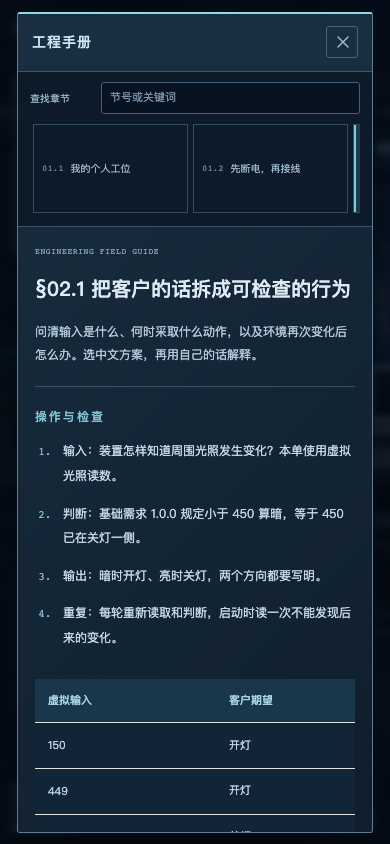 工程手册
查找章节
节号或关键词
01.1 我的个人工位
01.2 先断电，再接线
ENGINEERING FIELD GUIDE
§02.1 把客户的话拆成可检查的行为
问清输入是什么、何时采取什么动作，以及环境再次变化后
怎么办。选中文方案，再用自己的话解释。
操作与检查
1. 输入：装置怎样知道周围光照发生变化？本单使用虚拟
光照读数。
2. 判断：基础需求 1.0.0 规定小于 450 算暗，等于 450
已在关灯一侧。
3. 输出：暗时开灯、亮时关灯，两个方向都要写明。
4. 重复：每轮重新读取和判断，启动时读一次不能发现后
来的变化。
虚拟输入 客户期望
150 开灯
449 开灯